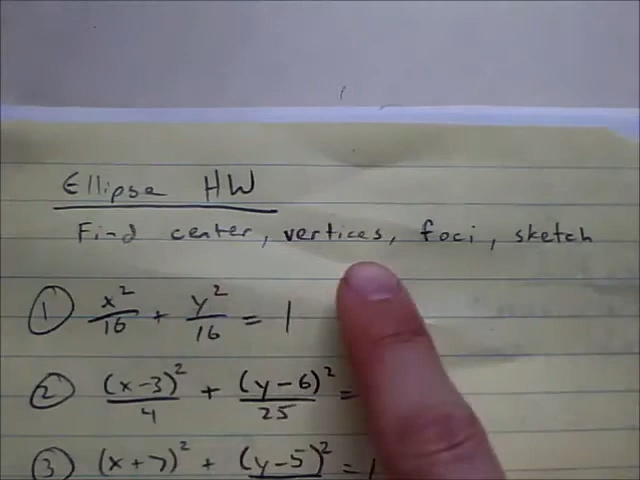 Ellipse HW
Find center, vertices, foci, sketch
① x²/16 + y²/16 = 1
② (x-3)²/4 + (y-6)²/25 =
③ (x+7)² + (y-5)² = 1